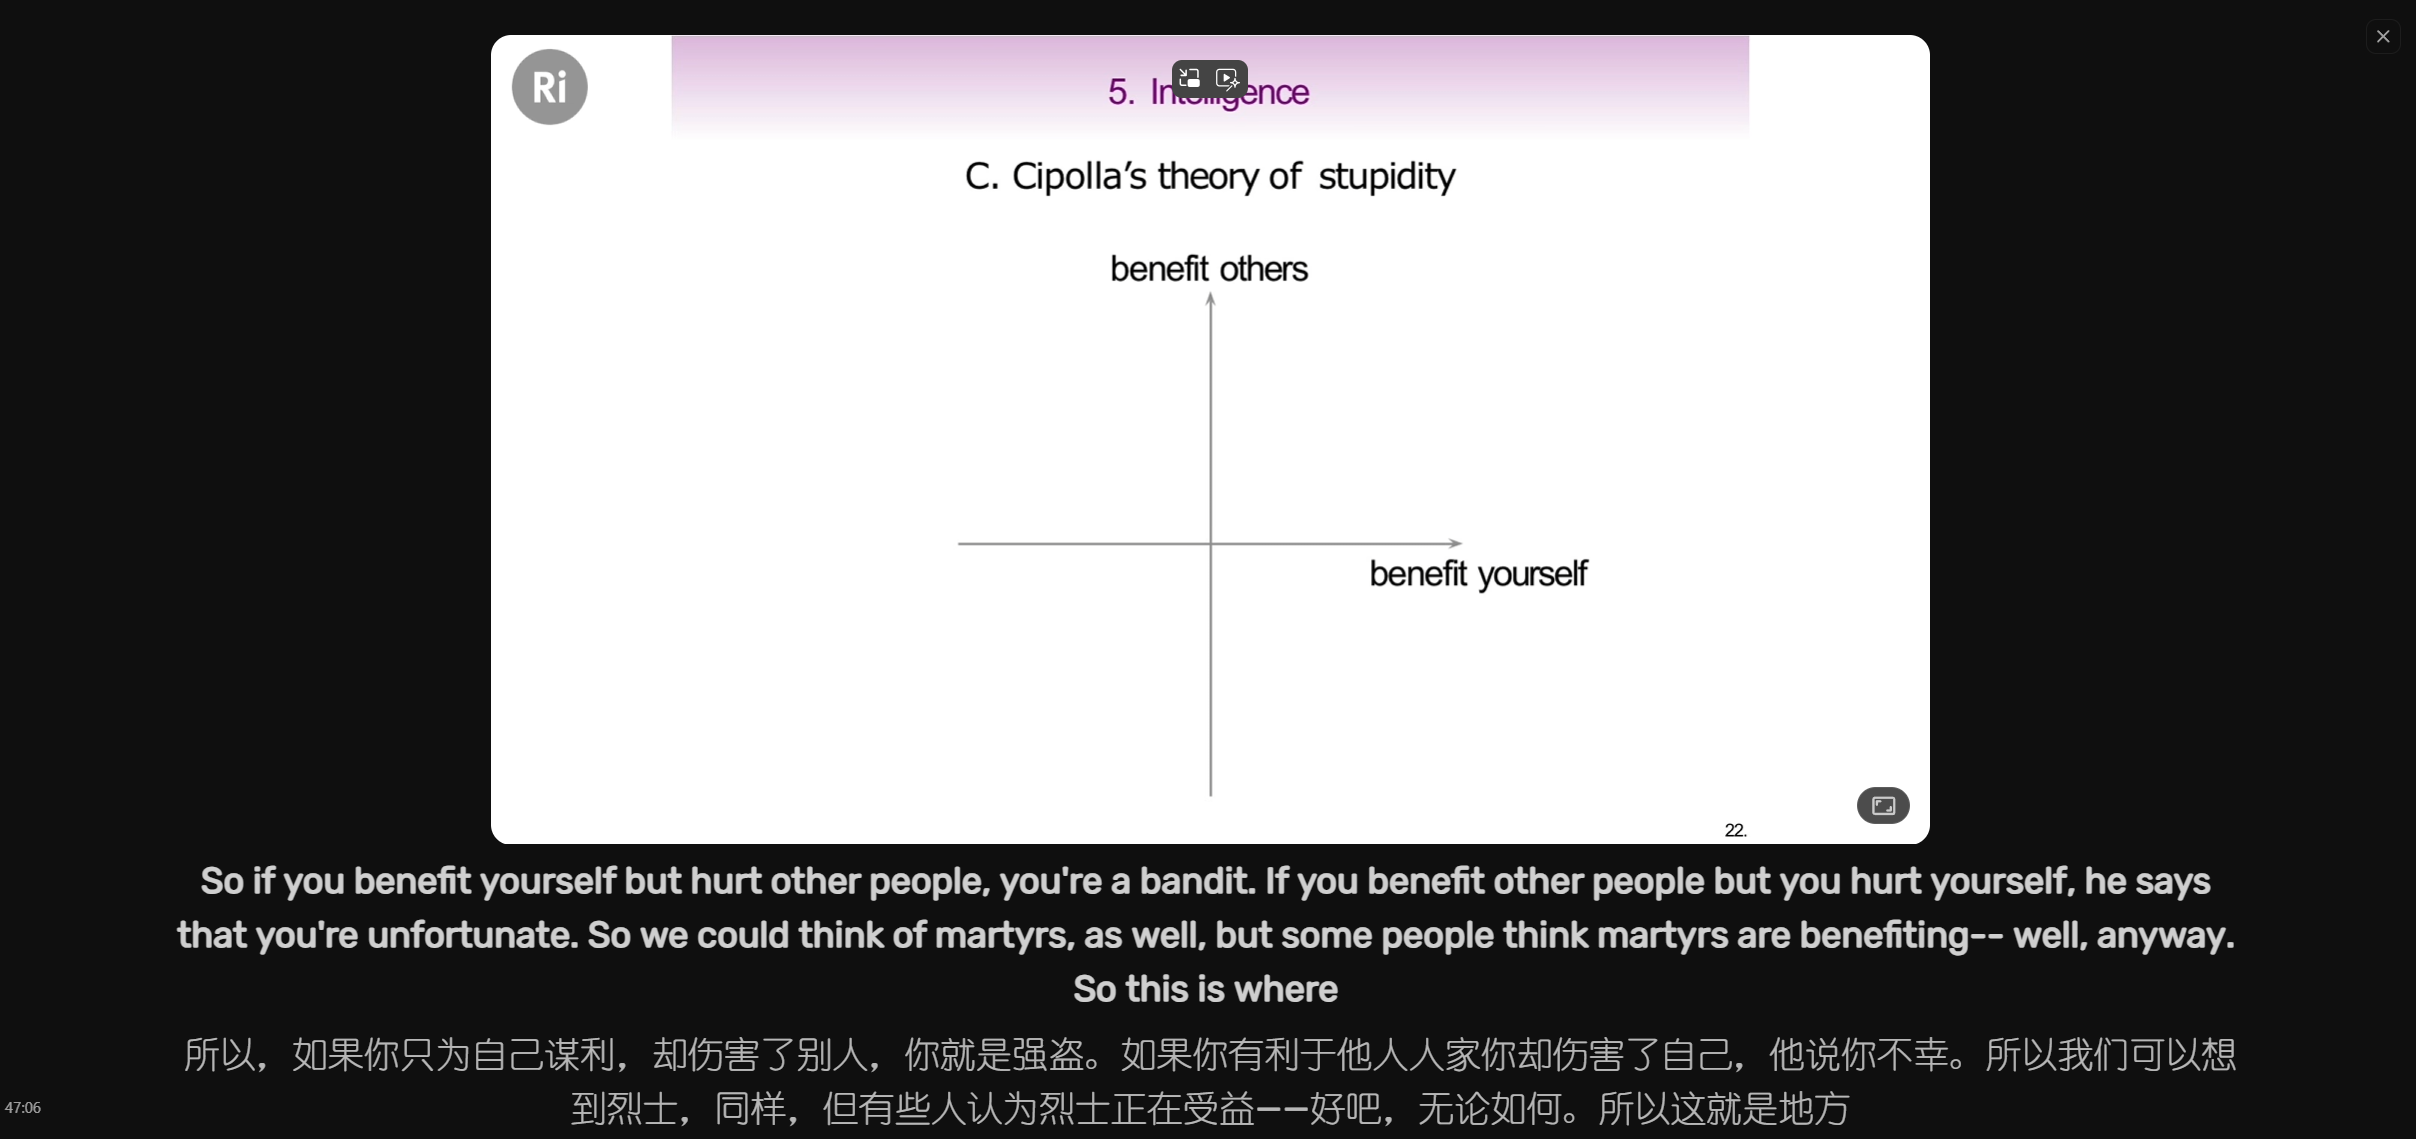 Ri
5. Intelligence
C. Cipolla's theory of stupidity
benefit others
benefit yourself
22.
So if you benefit yourself but hurt other people, you're a bandit. If you benefit other people but you hurt yourself, he says
that you're unfortunate. So we could think of martyrs, as well, but some people think martyrs are benefiting-- well, anyway.
So this is where
所以，如果你只为自己谋利，却伤害了别人，你就是强盗。如果你有利于他人人家你却伤害了自己，他说你不幸。所以我们可以想
到烈士，同样，但有些人认为烈士正在受益——好吧，无论如何。所以这就是地方
47:06